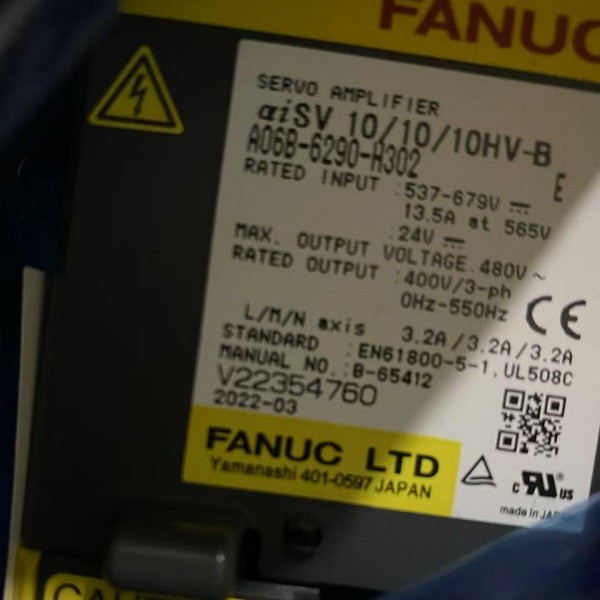 FANUC
SERVO AMPLIFIER
αiSV 10/10/10HV-B
A06B-6290-H302 E
RATED INPUT :537-679V ⎓
13.5A at 565V
:24V ⎓
MAX. OUTPUT VOLTAGE.480V~
RATED OUTPUT :400V/3-ph
0Hz-550Hz
L/M/N axis 3.2A/3.2A/3.2A
STANDARD :EN61800-5-1,UL508C
MANUAL NO.:B-65412
V22354760
2022-03
CE
FANUC LTD
Yamanashi 401-0597 JAPAN
c RU® US
made in JAPAN